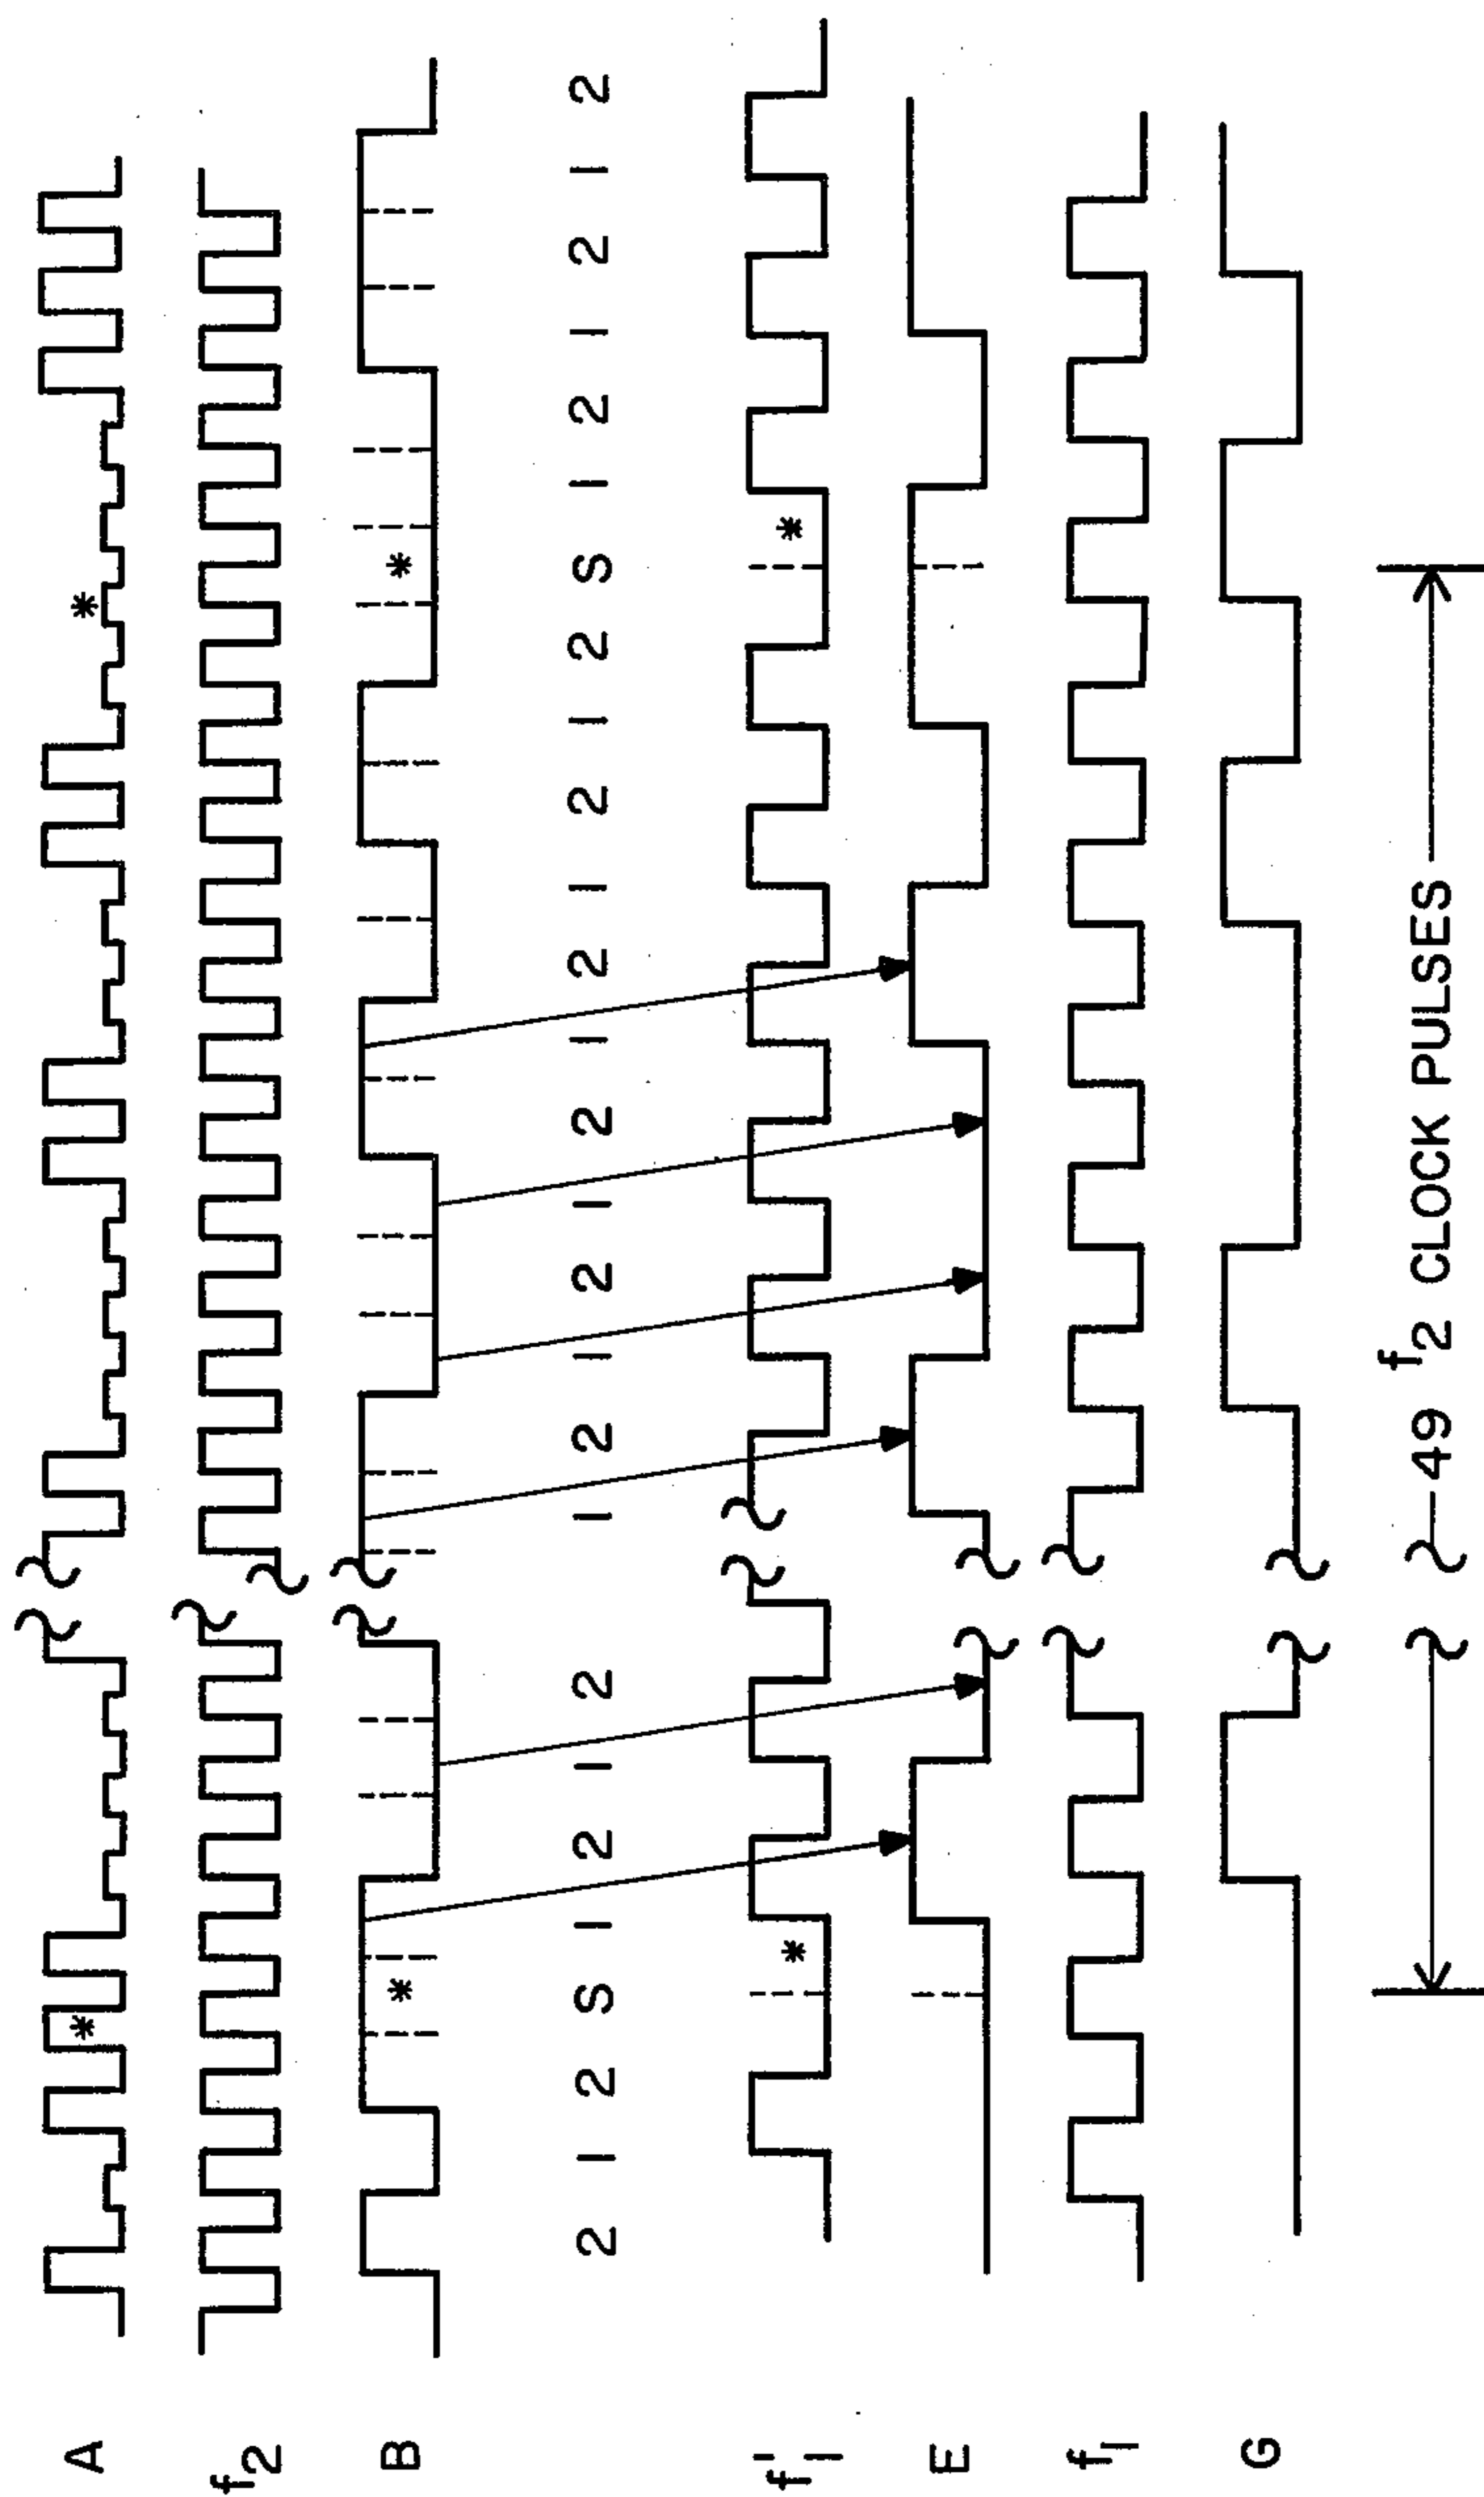 A * *
f2
B * *
2 1 2 S 1 2 1 2 1 2 1 2 1 2 1 2 1 2 1 2 S 1 2 1 2 1 2
f'1 * *
E
f1
G
49 f2 CLOCK PULSES